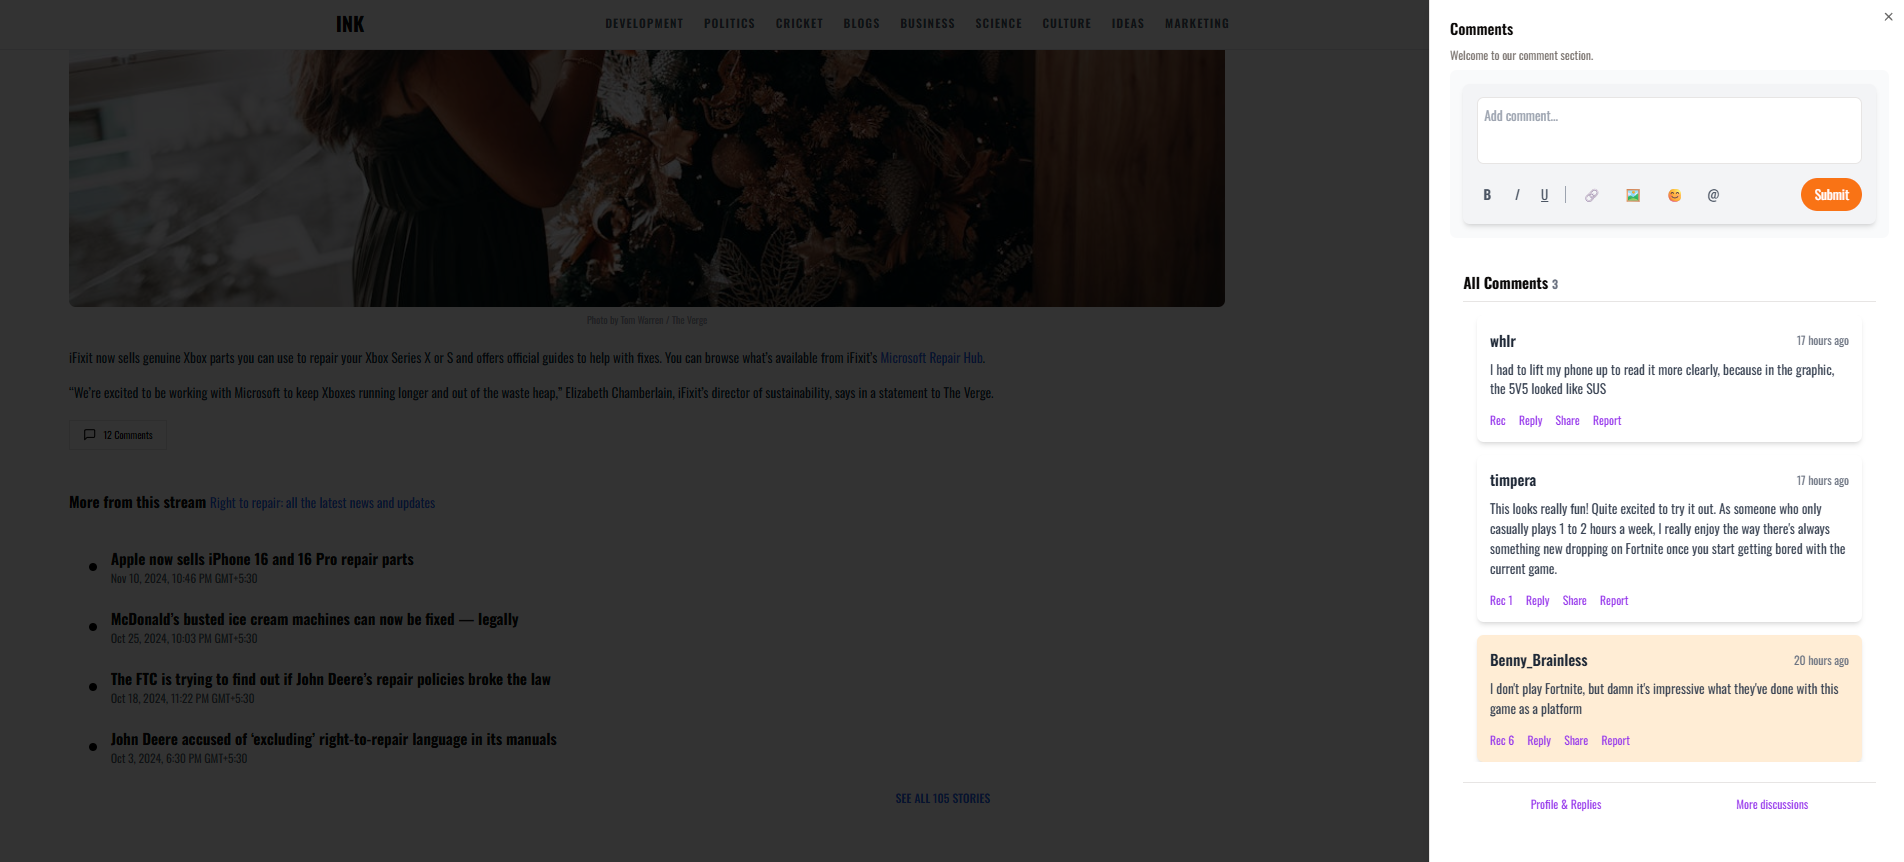 INK
DEVELOPMENT POLITICS CRICKET BLOGS BUSINESS SCIENCE CULTURE IDEAS MARKETING
Photo by Tom Warren / The Verge
iFixit now sells genuine Xbox parts you can use to repair your Xbox Series X or S and offers official guides to help with fixes. You can browse what's available from iFixit's Microsoft Repair Hub.
“We’re excited to be working with Microsoft to keep Xboxes running longer and out of the waste heap,” Elizabeth Chamberlain, iFixit’s director of sustainability, says in a statement to The Verge.
12 Comments
More from this stream Right to repair: all the latest news and updates
Apple now sells iPhone 16 and 16 Pro repair parts
Nov 10, 2024, 10:46 PM GMT+5:30
McDonald’s busted ice cream machines can now be fixed — legally
Oct 25, 2024, 10:03 PM GMT+5:30
The FTC is trying to find out if John Deere’s repair policies broke the law
Oct 18, 2024, 11:22 PM GMT+5:30
John Deere accused of ‘excluding’ right-to-repair language in its manuals
Oct 3, 2024, 6:30 PM GMT+5:30
SEE ALL 105 STORIES
Comments
Welcome to our comment section.
Add comment...
B I U @ Submit
All Comments 3
whlr 17 hours ago
I had to lift my phone up to read it more clearly, because in the graphic,
the 5V5 looked like SUS
Rec Reply Share Report
timpera 17 hours ago
This looks really fun! Quite excited to try it out. As someone who only
casually plays 1 to 2 hours a week, I really enjoy the way there's always
something new dropping on Fortnite once you start getting bored with the
current game.
Rec 1 Reply Share Report
Benny_Brainless 20 hours ago
I don't play Fortnite, but damn it's impressive what they've done with this
game as a platform
Rec 6 Reply Share Report
Profile & Replies More discussions